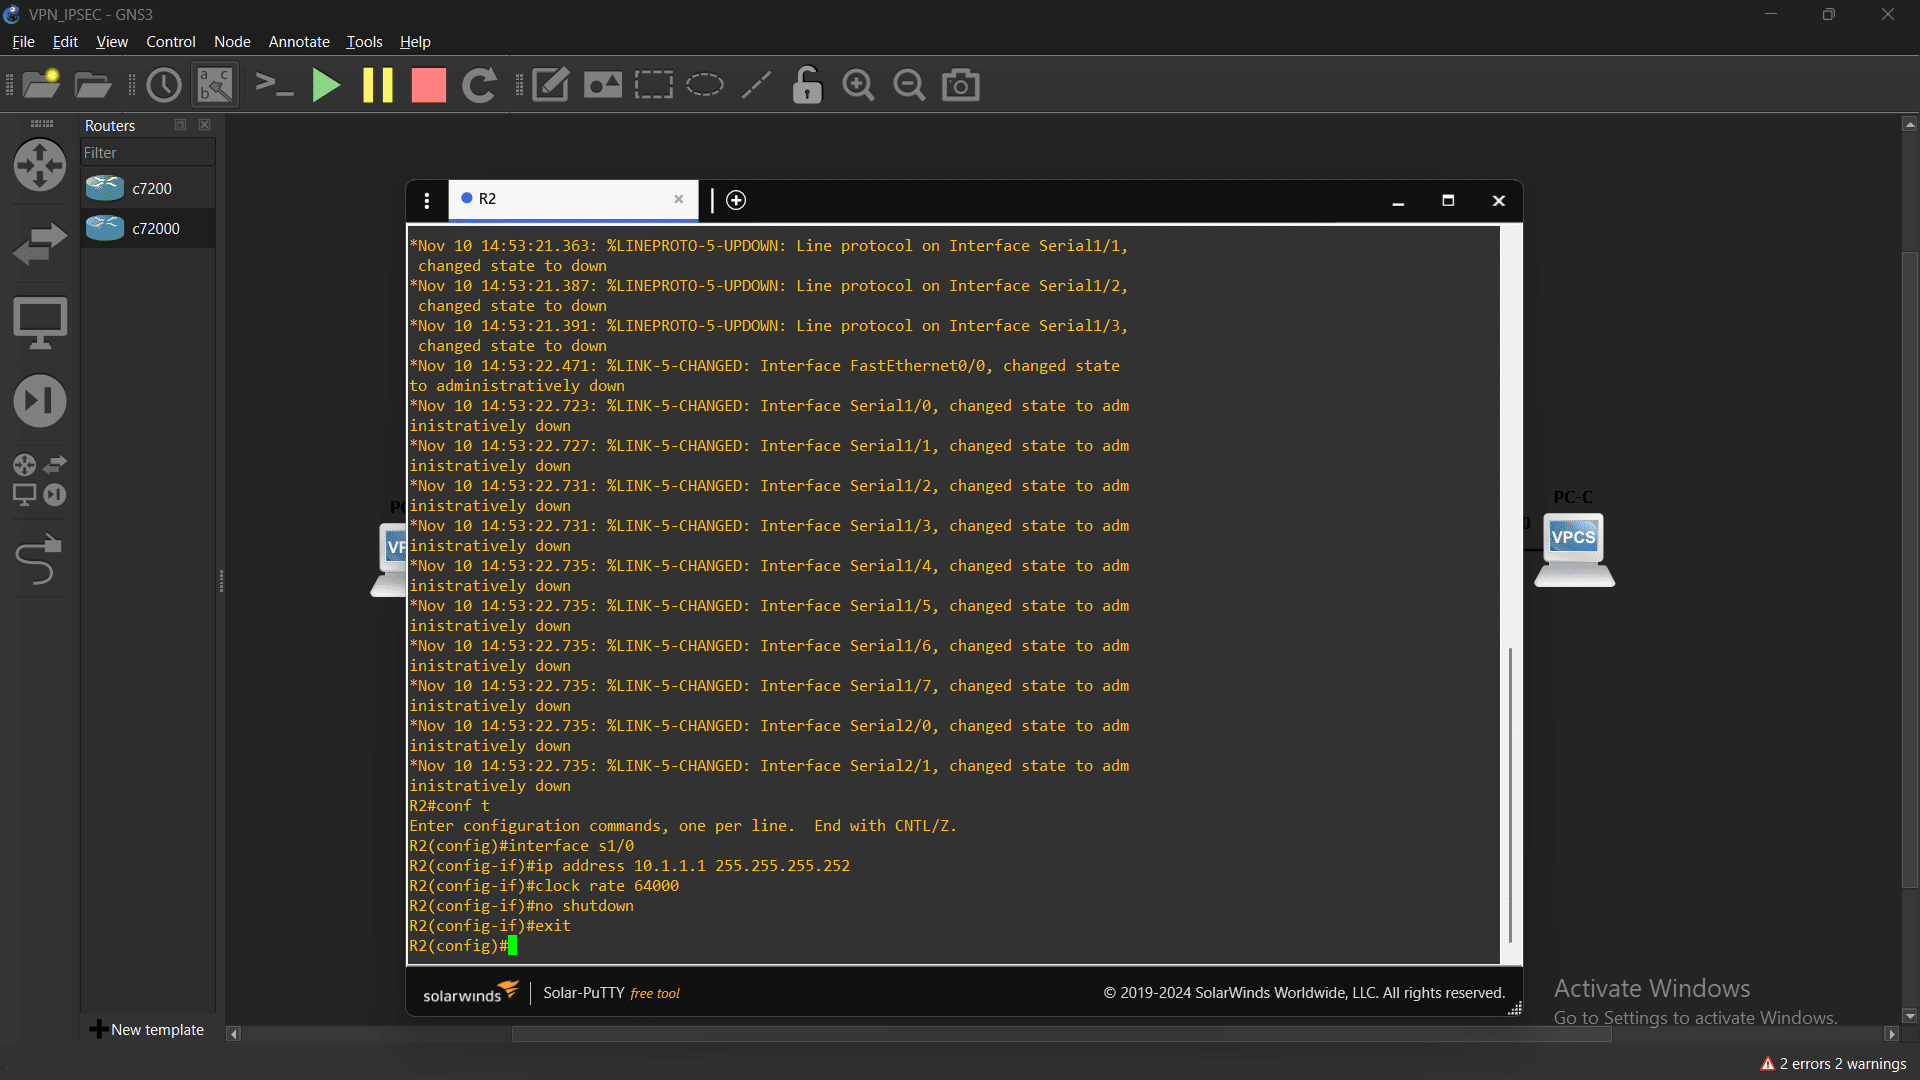 VPN_IPSEC - GNS3
File Edit View Control Node Annotate Tools Help
Routers
Filter
c7200
c72000
New template
R2
*Nov 10 14:53:21.363: %LINEPROTO-5-UPDOWN: Line protocol on Interface Serial1/1,
changed state to down
*Nov 10 14:53:21.387: %LINEPROTO-5-UPDOWN: Line protocol on Interface Serial1/2,
changed state to down
*Nov 10 14:53:21.391: %LINEPROTO-5-UPDOWN: Line protocol on Interface Serial1/3,
changed state to down
*Nov 10 14:53:22.471: %LINK-5-CHANGED: Interface FastEthernet0/0, changed state
to administratively down
*Nov 10 14:53:22.723: %LINK-5-CHANGED: Interface Serial1/0, changed state to adm
inistratively down
*Nov 10 14:53:22.727: %LINK-5-CHANGED: Interface Serial1/1, changed state to adm
inistratively down
*Nov 10 14:53:22.731: %LINK-5-CHANGED: Interface Serial1/2, changed state to adm
inistratively down
*Nov 10 14:53:22.731: %LINK-5-CHANGED: Interface Serial1/3, changed state to adm
inistratively down
*Nov 10 14:53:22.735: %LINK-5-CHANGED: Interface Serial1/4, changed state to adm
inistratively down
*Nov 10 14:53:22.735: %LINK-5-CHANGED: Interface Serial1/5, changed state to adm
inistratively down
*Nov 10 14:53:22.735: %LINK-5-CHANGED: Interface Serial1/6, changed state to adm
inistratively down
*Nov 10 14:53:22.735: %LINK-5-CHANGED: Interface Serial1/7, changed state to adm
inistratively down
*Nov 10 14:53:22.735: %LINK-5-CHANGED: Interface Serial2/0, changed state to adm
inistratively down
*Nov 10 14:53:22.735: %LINK-5-CHANGED: Interface Serial2/1, changed state to adm
inistratively down
R2#conf t
Enter configuration commands, one per line.  End with CNTL/Z.
R2(config)#interface s1/0
R2(config-if)#ip address 10.1.1.1 255.255.255.252
R2(config-if)#clock rate 64000
R2(config-if)#no shutdown
R2(config-if)#exit
R2(config)#
solarwinds Solar-PuTTY free tool
© 2019-2024 SolarWinds Worldwide, LLC. All rights reserved.
PC-C
VPCS
Activate Windows
Go to Settings to activate Windows.
2 errors 2 warnings